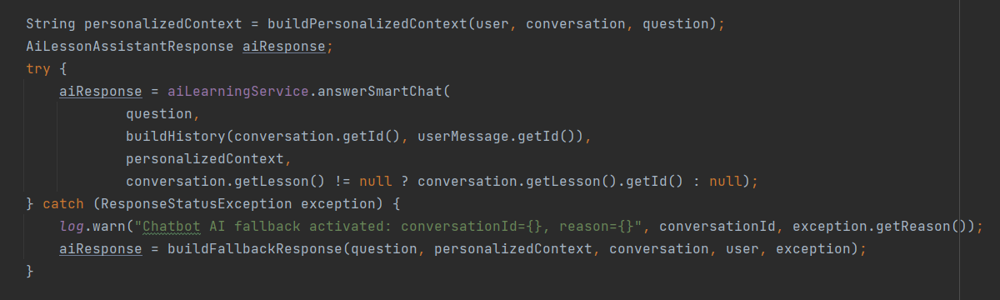 String personalizedContext = buildPersonalizedContext(user, conversation, question);
AiLessonAssistantResponse aiResponse;
try {
aiResponse = aiLearningService.answerSmartChat(
question,
buildHistory(conversation.getId(), userMessage.getId()),
personalizedContext,
conversation.getLesson() != null ? conversation.getLesson().getId() : null);
} catch (ResponseStatusException exception) {
log.warn("Chatbot AI fallback activated: conversationId={}, reason={}", conversationId, exception.getReason());
aiResponse = buildFallbackResponse(question, personalizedContext, conversation, user, exception);
}